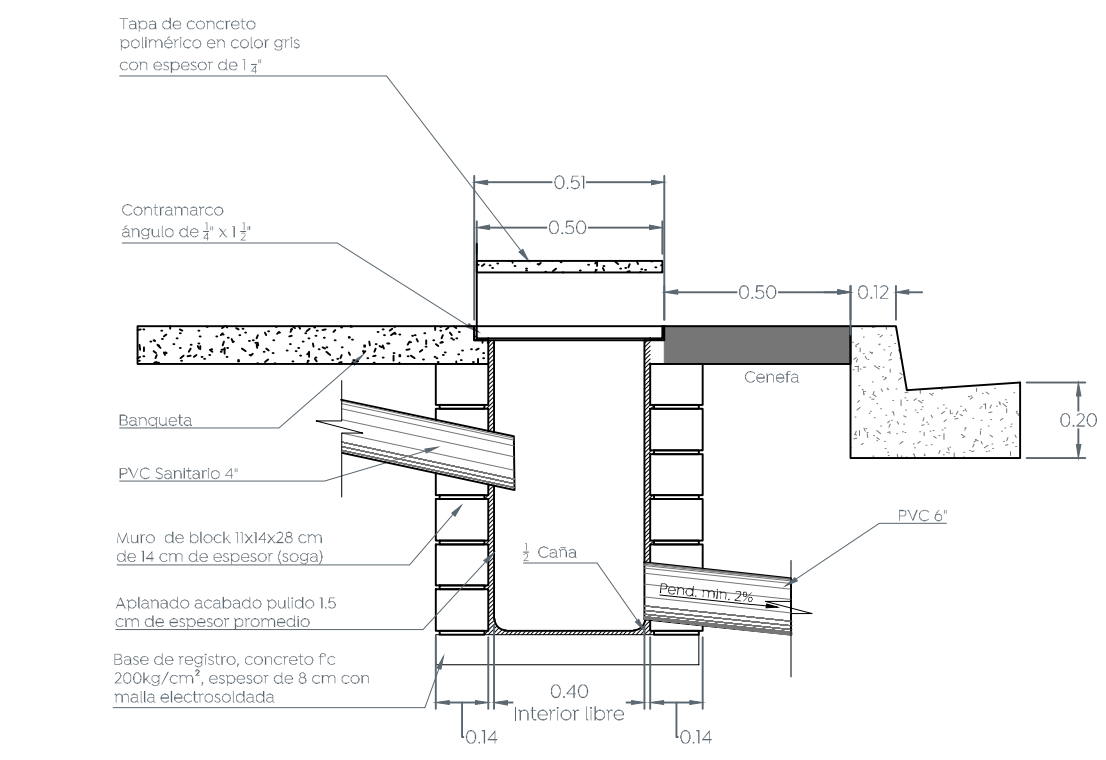 Tapa de concreto
polimérico en color gris
con espesor de 1 1/4"
0.51
Contramarco
ángulo de 1/4" x 1 1/2"
0.50
0.50
0.12
Cenefa
Banqueta
0.20
PVC Sanitario 4"
PVC 6"
Muro de block 11x14x28 cm
de 14 cm de espesor (soga)
1/2 Caña
Pend. min. 2%
Aplanado acabado pulido 1.5
cm de espesor promedio
Base de registro, concreto f'c
200kg/cm², espesor de 8 cm con
malla electrosoldada
0.40
Interior libre
0.14
0.14